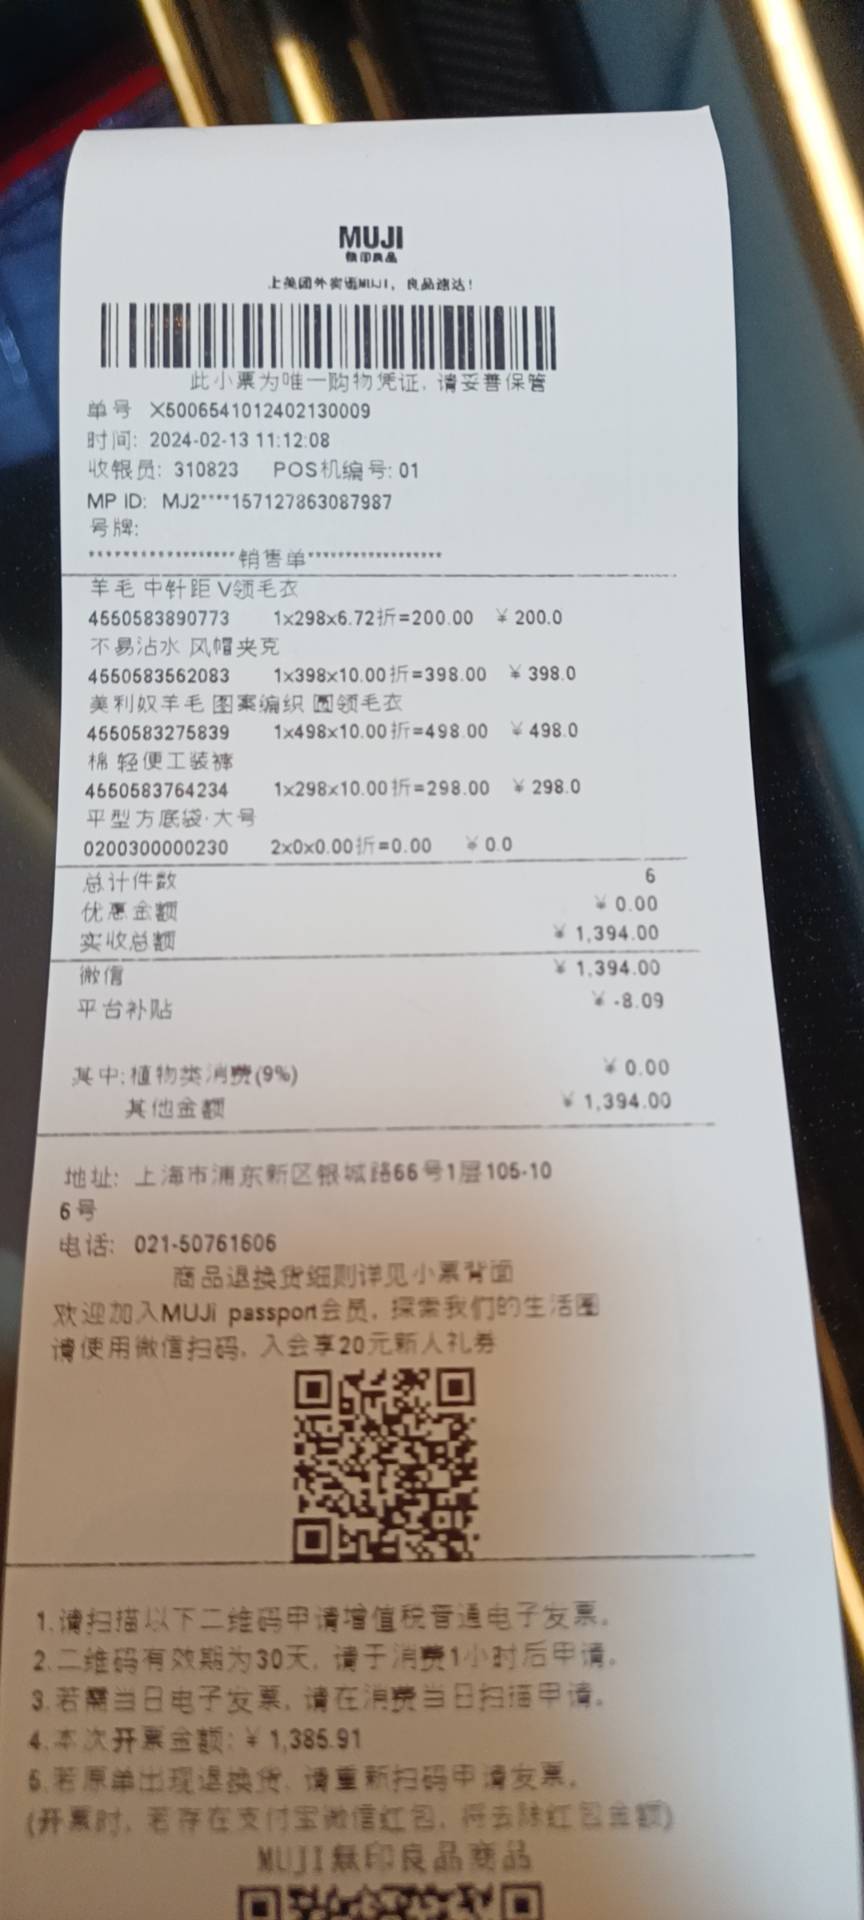 MUJI
無印良品
上美团外卖逛MUJI，良品速达！
此小票为唯一购物凭证, 请妥善保管
单号 X5006541012402130009
时间: 2024-02-13 11:12:08
收银员: 310823 POS机编号: 01
MP ID: MJ2****157127863087987
号牌:
******************销售单******************
羊毛 中针距 V领毛衣
4550583890773 1x298x6.72折=200.00 ¥ 200.0
不易沾水 风帽夹克
4550583562083 1x398x10.00折=398.00 ¥ 398.0
美利奴羊毛 图案编织 圆领毛衣
4550583275839 1x498x10.00折=498.00 ¥ 498.0
棉 轻便工装裤
4550583764234 1x298x10.00折=298.00 ¥ 298.0
平型方底袋·大号
0200300000230 2x0x0.00折=0.00 ¥ 0.0
总计件数 6
优惠金额 ¥ 0.00
实收总额 ¥ 1,394.00
微信 ¥ 1,394.00
平台补贴 ¥ -8.09
其中:植物类消费(9%) ¥ 0.00
其他金额 ¥ 1,394.00
地址: 上海市浦东新区银城路66号1层105-10
6号
电话: 021-50761606
商品退换货细则详见小票背面
欢迎加入MUJI passport会员, 探索我们的生活圈
请使用微信扫码, 入会享20元新人礼券
1.请扫描以下二维码申请增值税普通电子发票。
2.二维码有效期为30天, 请于消费1小时后申请。
3.若需当日电子发票, 请在消费当日扫描申请。
4.本次开票金额: ¥ 1,385.91
5.若原单出现退换货, 请重新扫码申请发票。
(开票时, 若存在支付宝微信红包, 将去除红包金额)
MUJI無印良品商品